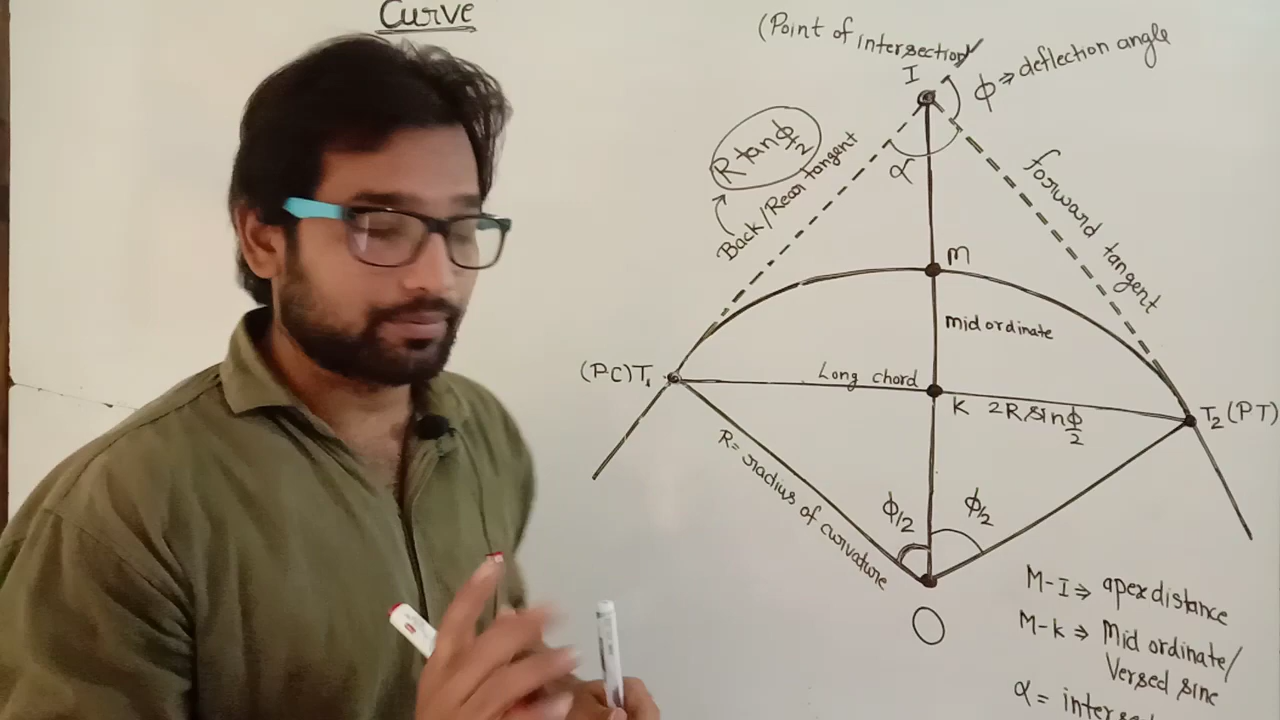 Curve
(Point of intersection)
I
ϕ ⇒ deflection angle
R tan ϕ/2
Back/Rear tangent
α
forward tangent
M
mid ordinate
(PC) T₁
Long chord
K 2R sin ϕ/2
T₂ (PT)
R = radius of curvature
ϕ/2
ϕ/2
O
M-I ⇒ apex distance
M-K ⇒ Mid ordinate/
Versed sine
α =